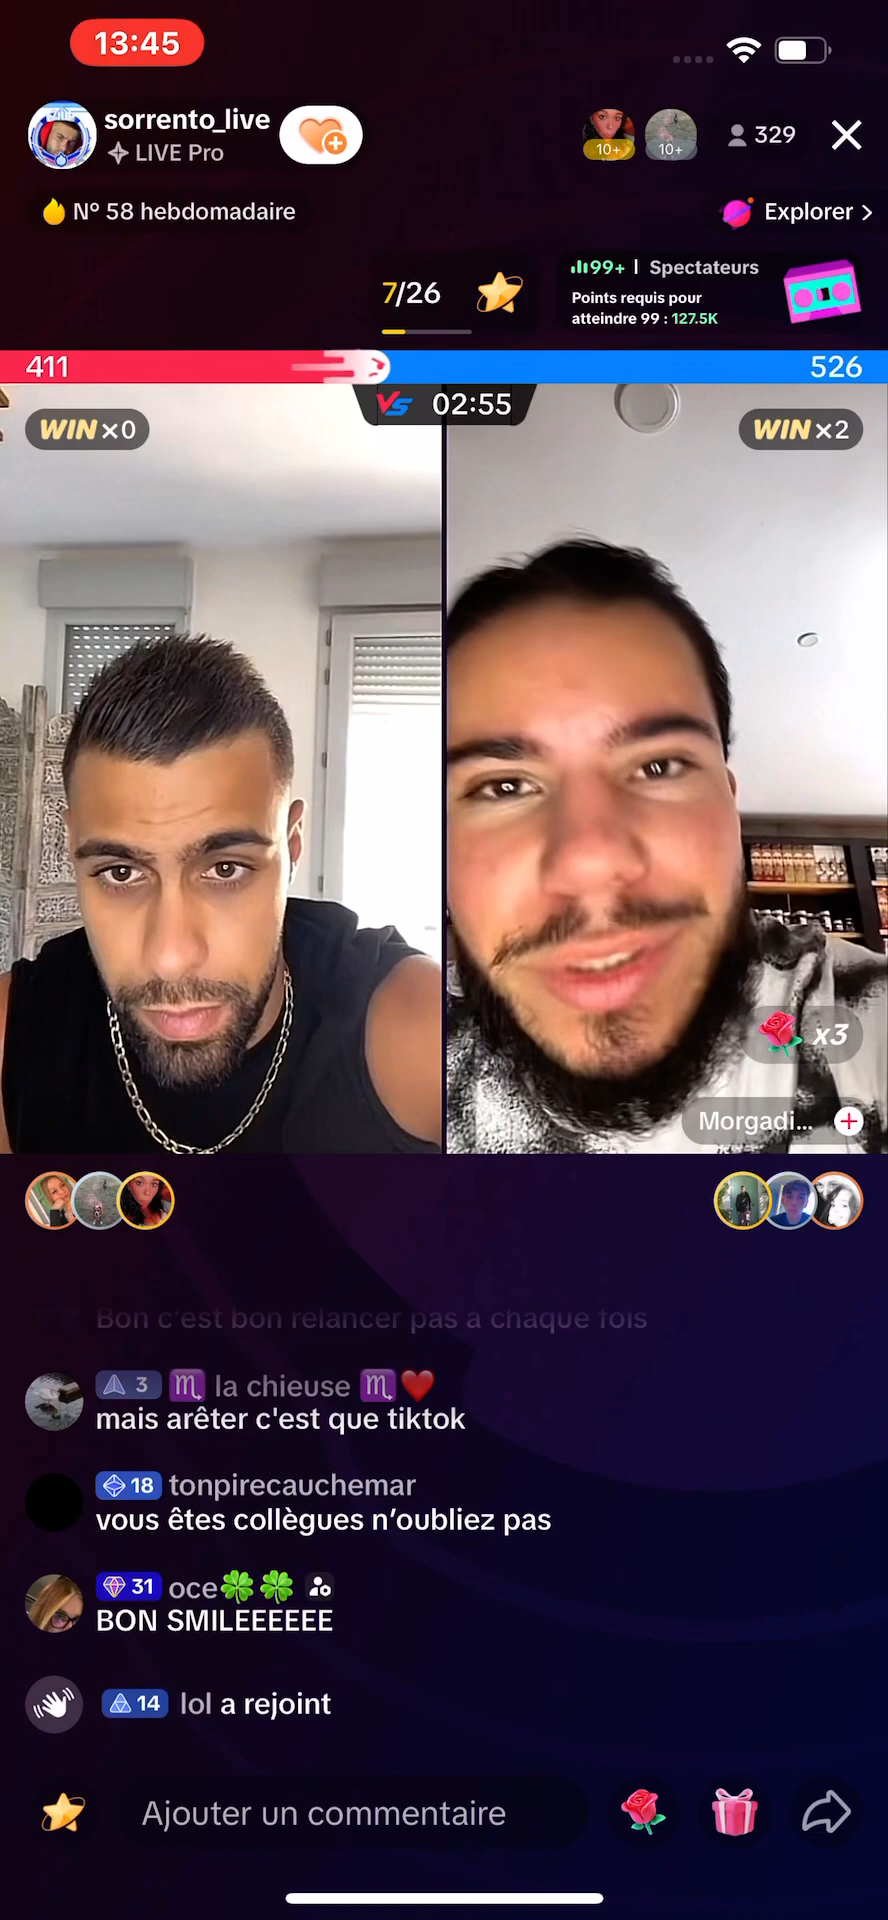 13:45
sorrento_live
LIVE Pro
10+
10+
329
N° 58 hebdomadaire
Explorer >
7/26
99+ | Spectateurs
Points requis pour
atteindre 99 : 127.5K
411
526
VS 02:55
WIN x0
WIN x2
x3
Morgadi...
Bon c'est bon relancer pas a chaque fois
3 ♏ la chieuse ♏❤️
mais arêter c'est que tiktok
18 tonpirecauchemar
vous êtes collègues n'oubliez pas
31 oce🍀🍀
BON SMILEEEEEE
14 lol a rejoint
Ajouter un commentaire